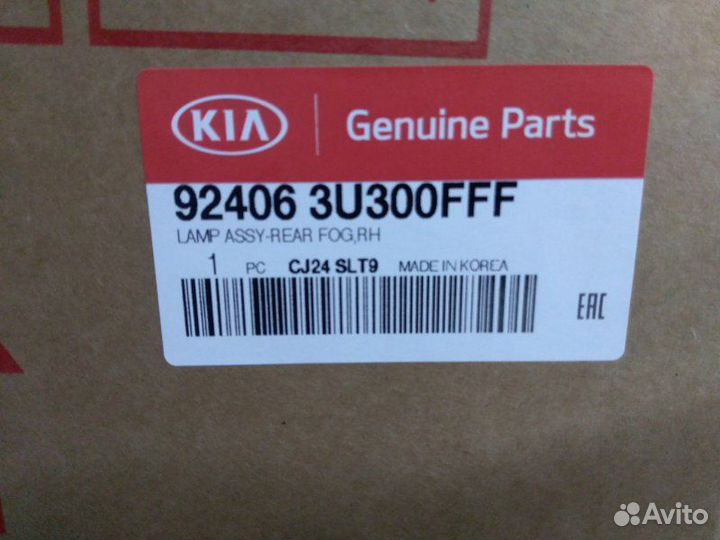 KIA Genuine Parts
92406 3U300FFF
LAMP ASSY-REAR FOG,RH
1 PC CJ24 SLT9 MADE IN KOREA
EAC
Avito